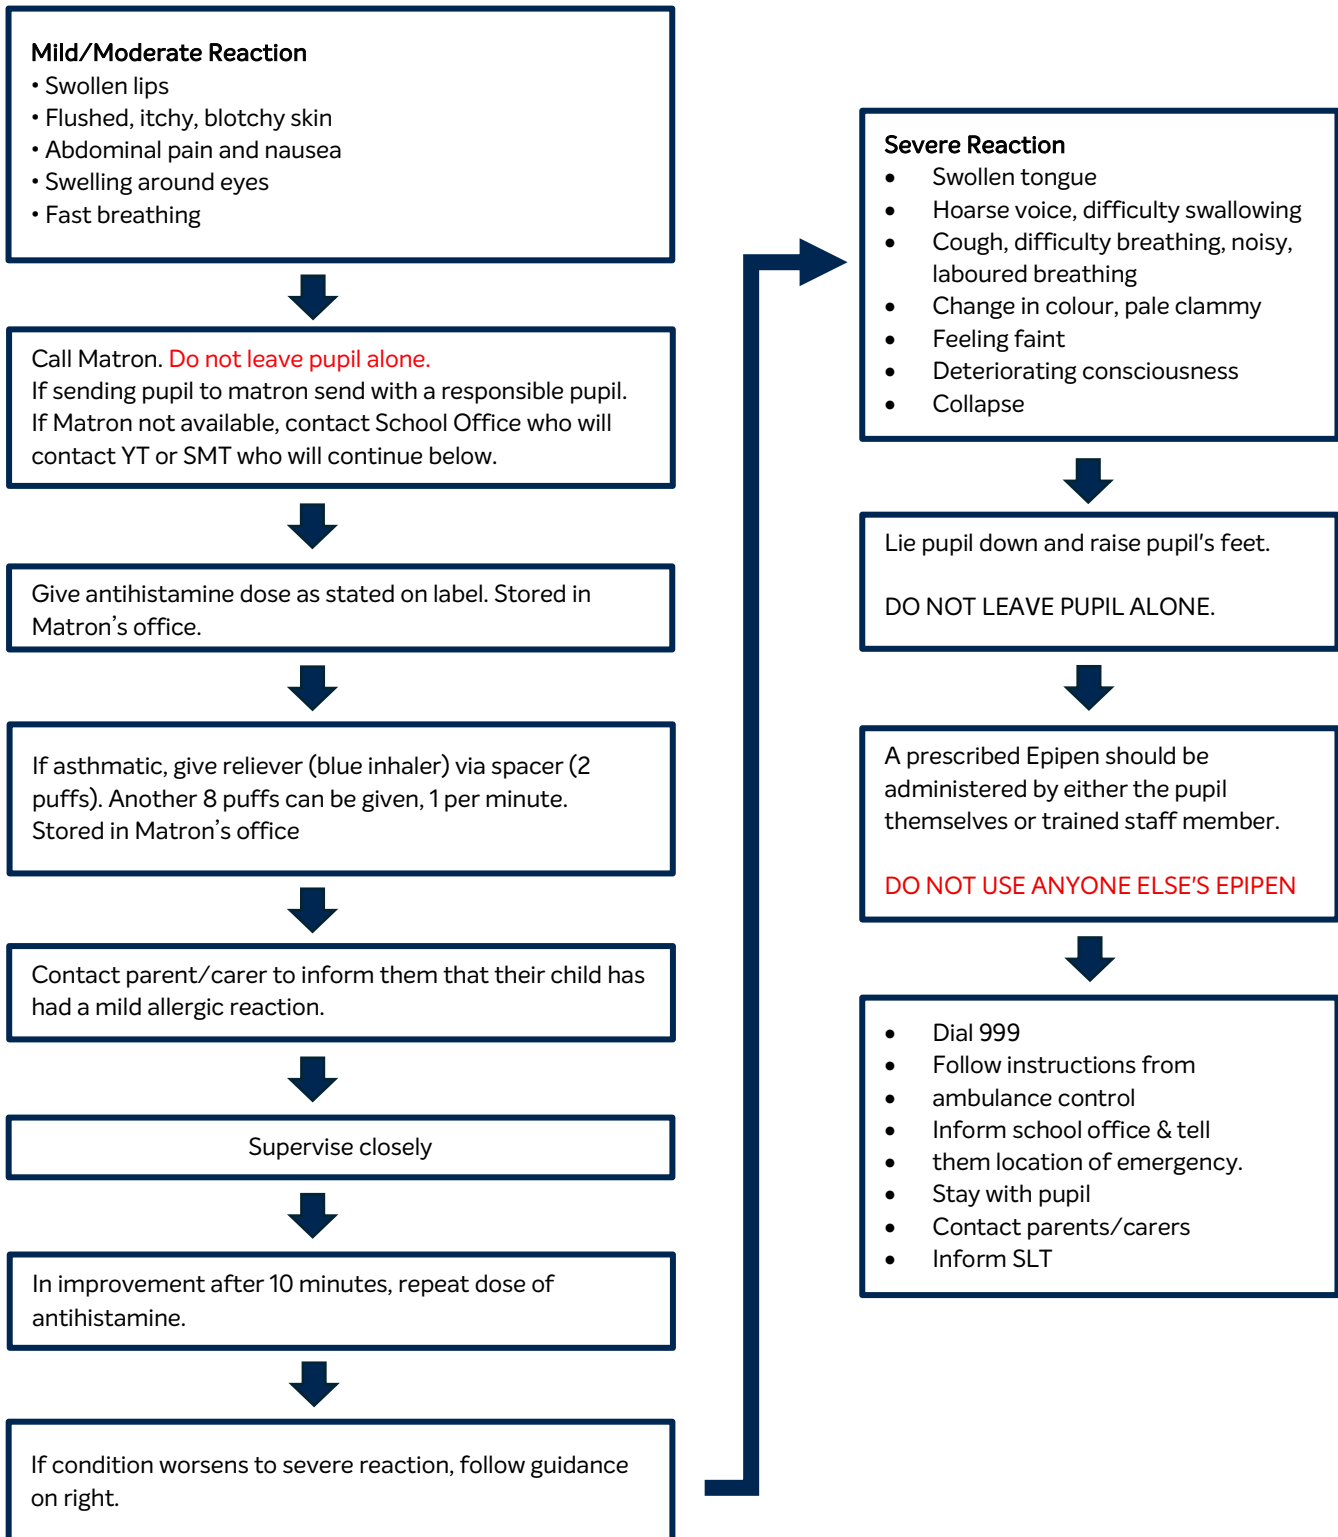 Mild/Moderate Reaction
• Swollen lips
• Flushed, itchy, blotchy skin
• Abdominal pain and nausea
• Swelling around eyes
• Fast breathing
Call Matron. Do not leave pupil alone.
If sending pupil to matron send with a responsible pupil.
If Matron not available, contact School Office who will
contact YT or SMT who will continue below.
Give antihistamine dose as stated on label. Stored in
Matron’s office.
If asthmatic, give reliever (blue inhaler) via spacer (2
puffs). Another 8 puffs can be given, 1 per minute.
Stored in Matron’s office
Contact parent/carer to inform them that their child has
had a mild allergic reaction.
Supervise closely
In improvement after 10 minutes, repeat dose of
antihistamine.
If condition worsens to severe reaction, follow guidance
on right.
Severe Reaction
• Swollen tongue
• Hoarse voice, difficulty swallowing
• Cough, difficulty breathing, noisy,
laboured breathing
• Change in colour, pale clammy
• Feeling faint
• Deteriorating consciousness
• Collapse
Lie pupil down and raise pupil's feet.
DO NOT LEAVE PUPIL ALONE.
A prescribed Epipen should be
administered by either the pupil
themselves or trained staff member.
DO NOT USE ANYONE ELSE'S EPIPEN
• Dial 999
• Follow instructions from
• ambulance control
• Inform school office & tell
• them location of emergency.
• Stay with pupil
• Contact parents/carers
• Inform SLT